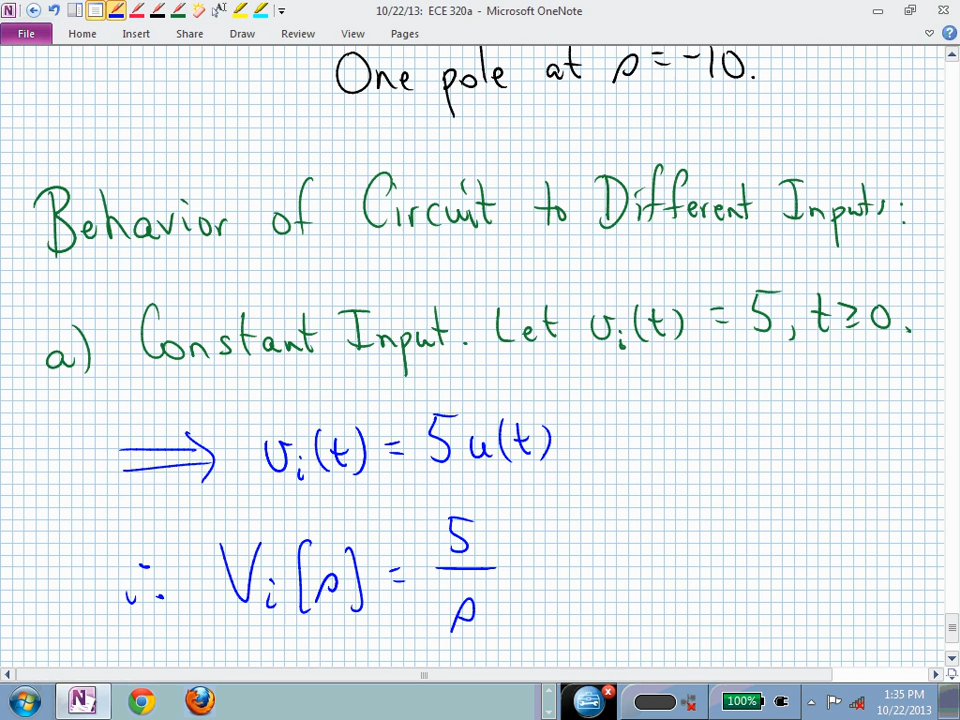 10/22/13: ECE 320a - Microsoft OneNote
File Home Insert Share Draw Review View Pages
One pole at s = -10.
Behavior of Circuit to Different Inputs:
a) Constant Input. Let vi(t) = 5, t ≥ 0.
⟹ vi(t) = 5 u(t)
∴ Vi[s] = 5/s
100%
1:35 PM
10/22/2013